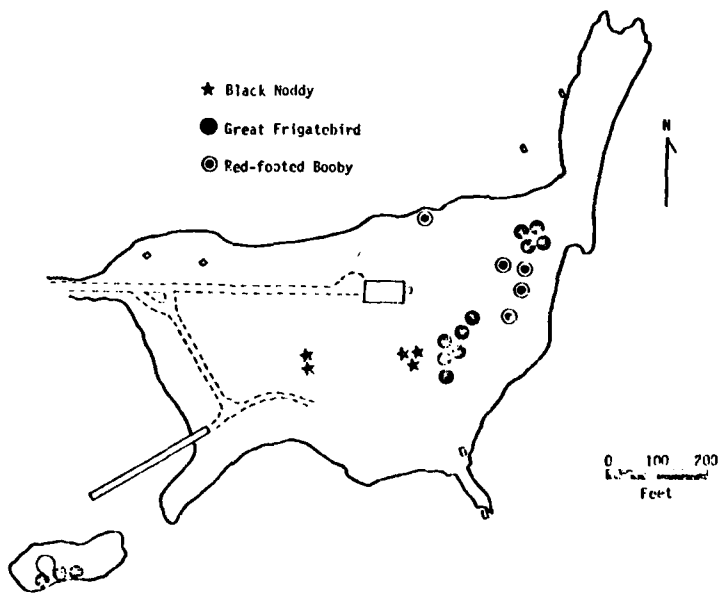 Black Noddy
Great Frigatebird
Red-footed Booby
N
0 100 200
Feet